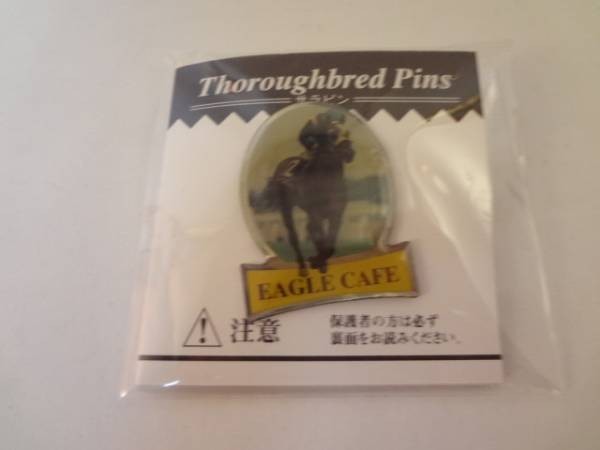 Thoroughbred Pins
サラピン
2
EAGLE CAFE
注意
保護者の方は必ず
裏面をお読みください。